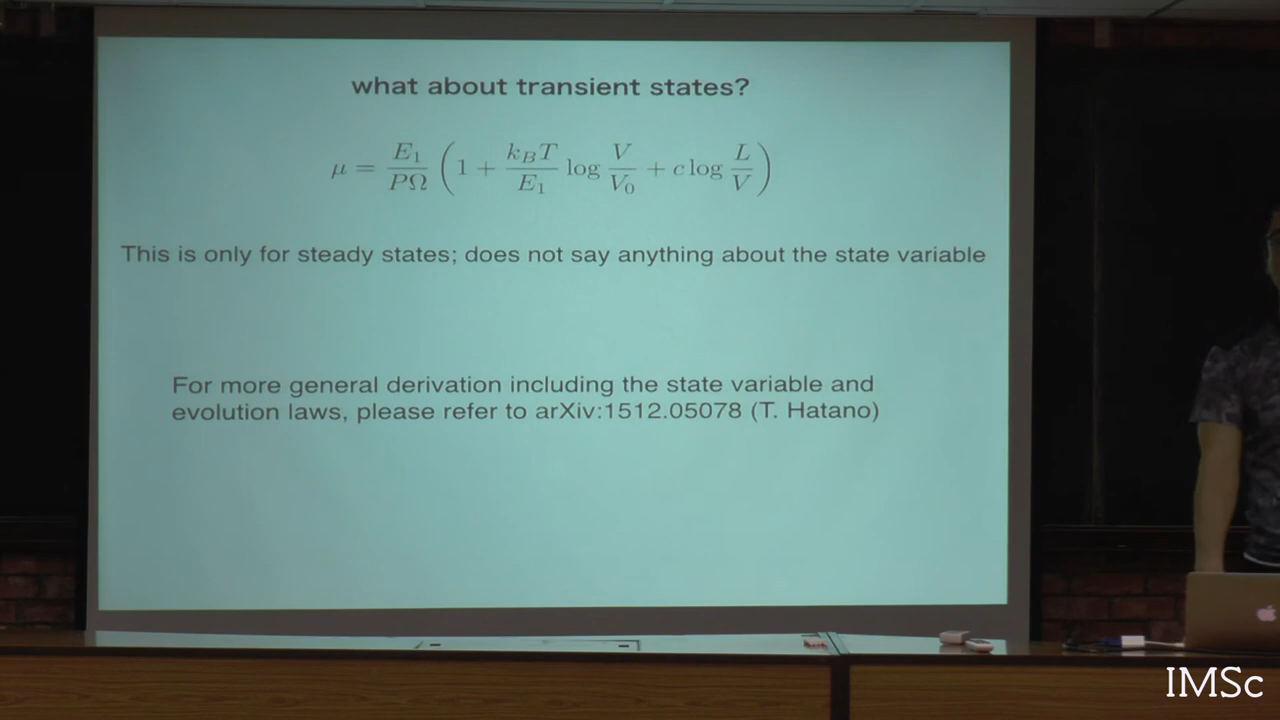 what about transient states?
μ = E₁/PΩ (1 + k_BT/E₁ log V/V₀ + c log L/V)
This is only for steady states; does not say anything about the state variable
For more general derivation including the state variable and
evolution laws, please refer to arXiv:1512.05078 (T. Hatano)
IMSc